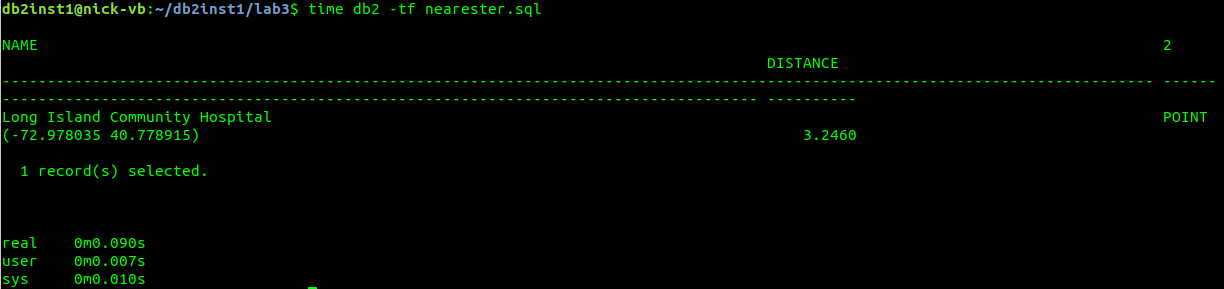 db2inst1@nick-vb:~/db2inst1/lab3$ time db2 -tf nearester.sql
NAME 2
DISTANCE
-------------------------------------------------------------------------------------------------------------------------------- ------
------------------------------------------------------------------------------------ ----------
Long Island Community Hospital POINT
(-72.978035 40.778915) 3.2460
1 record(s) selected.
real 0m0.090s
user 0m0.007s
sys 0m0.010s